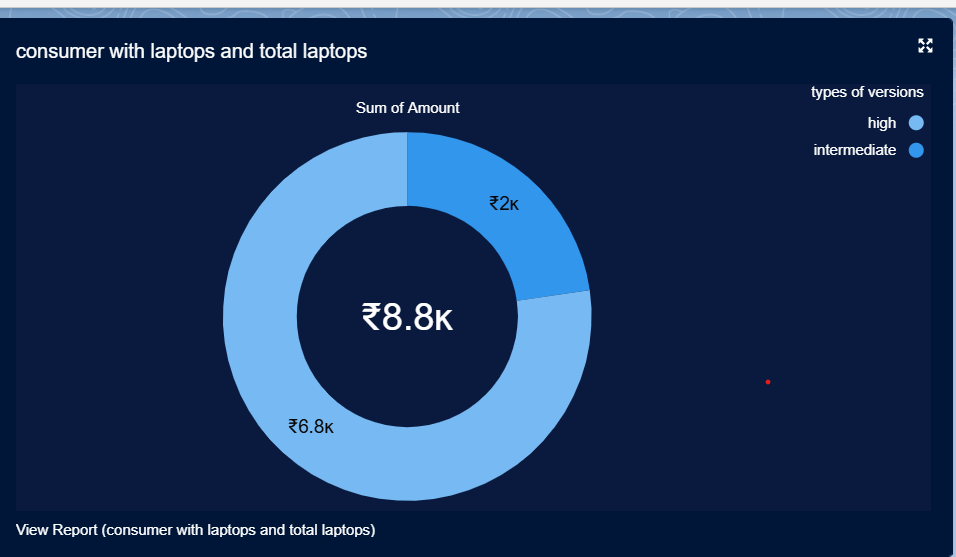 consumer with laptops and total laptops
types of versions
Sum of Amount
high
intermediate
₹2K
₹8.8K
₹6.8K
View Report (consumer with laptops and total laptops)